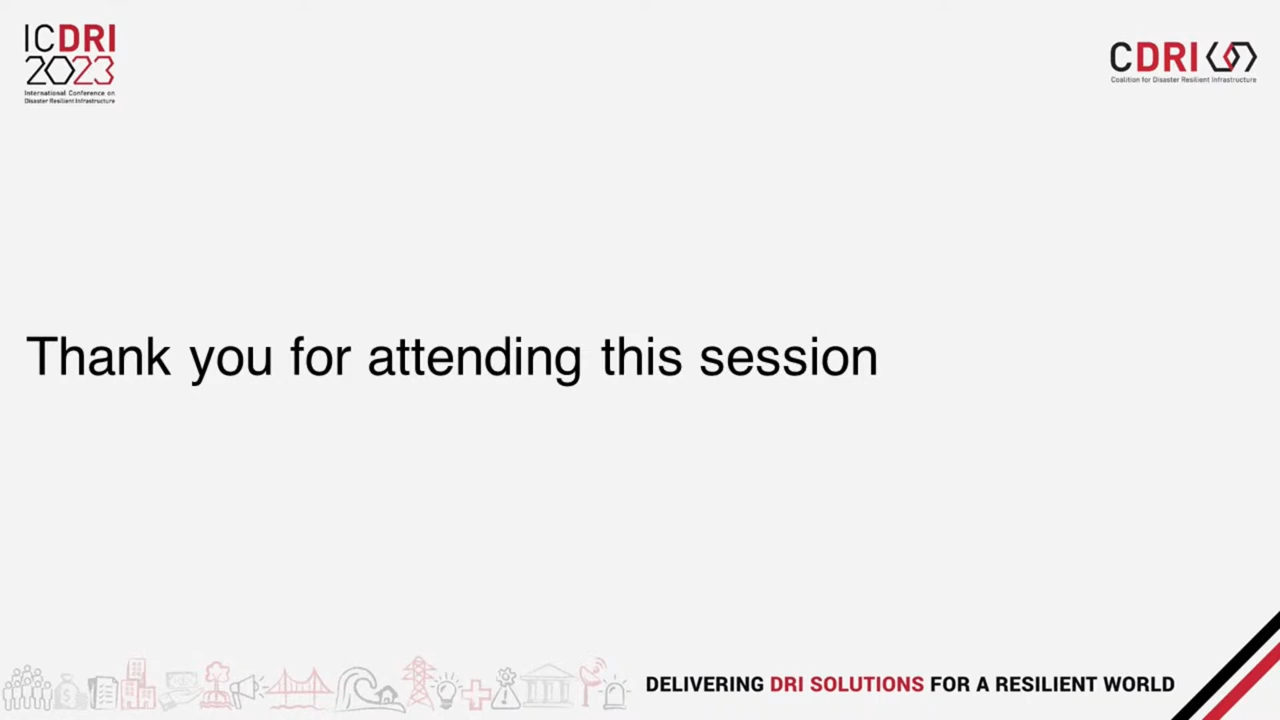 ICDRI
2023
International Conference on
Disaster Resilient Infrastructure
CDRI
Coalition for Disaster Resilient Infrastructure
Thank you for attending this session
DELIVERING DRI SOLUTIONS FOR A RESILIENT WORLD